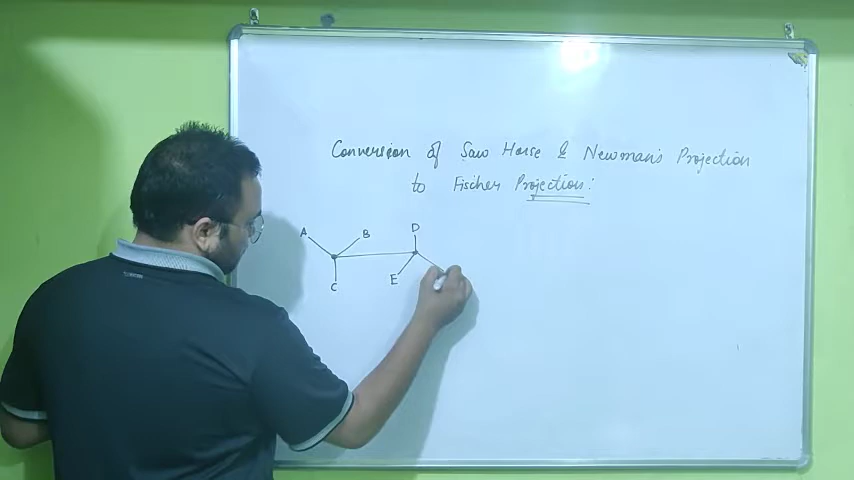 Conversion of Saw Horse & Newman's Projection
to Fischer Projection:
A B D
C E